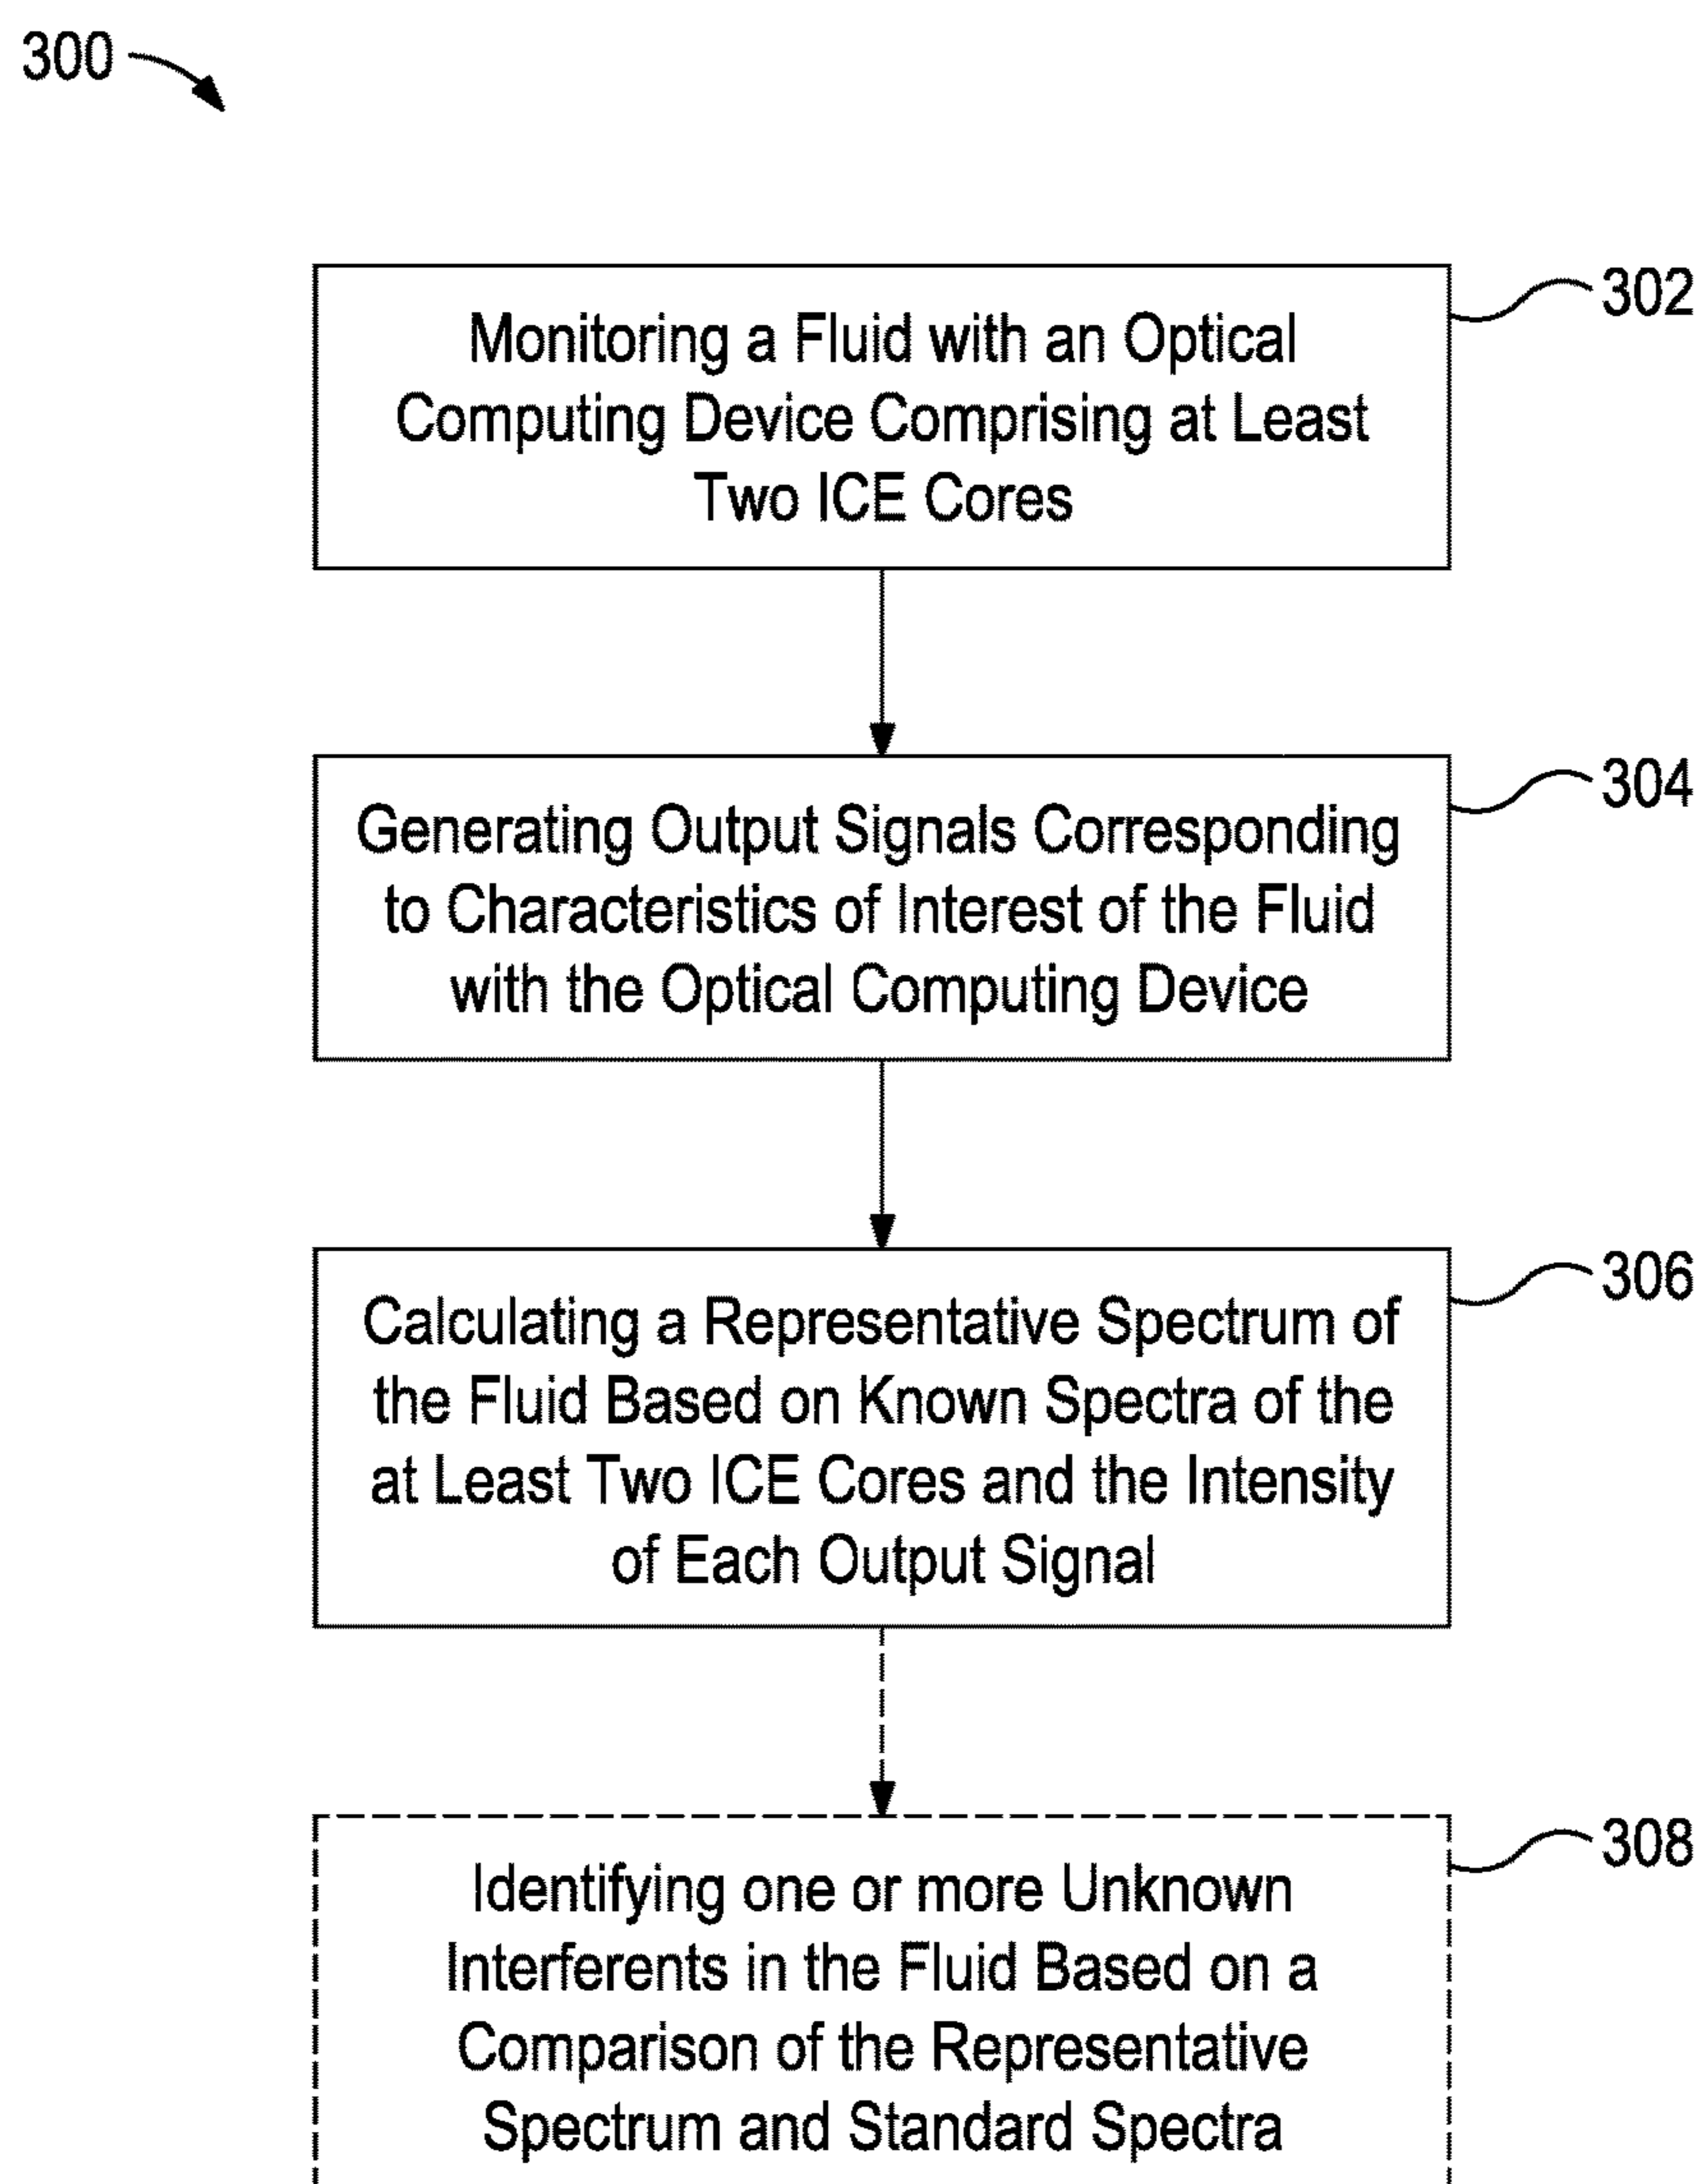 300
302
Monitoring a Fluid with an Optical
Computing Device Comprising at Least
Two ICE Cores
304
Generating Output Signals Corresponding
to Characteristics of Interest of the Fluid
with the Optical Computing Device
306
Calculating a Representative Spectrum of
the Fluid Based on Known Spectra of the
at Least Two ICE Cores and the Intensity
of Each Output Signal
308
Identifying one or more Unknown
Interferents in the Fluid Based on a
Comparison of the Representative
Spectrum and Standard Spectra